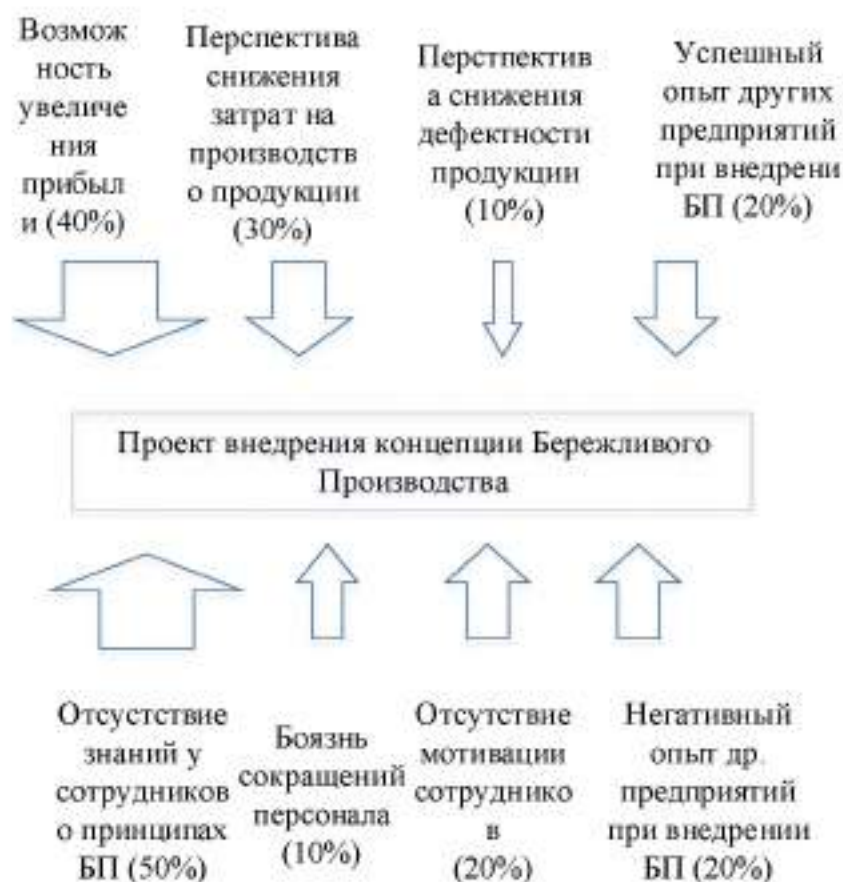 Возмож
ность
увеличе
ния
прибыл
и (40%)
Перспектива
снижения
затрат на
производств
о продукции
(30%)
Перстпектив
а снижения
дефектности
продукции
(10%)
Успешный
опыт других
предприятий
при внедрени
БП (20%)
Проект внедрения концепции Бережливого
Производства
Отсутствие
знаний у
сотрудников
о принципах
БП (50%)
Боязнь
сокращений
персонала
(10%)
Отсутствие
мотивации
сотруднико
в
(20%)
Негативный
опыт др.
предприятий
при внедрении
БП (20%)